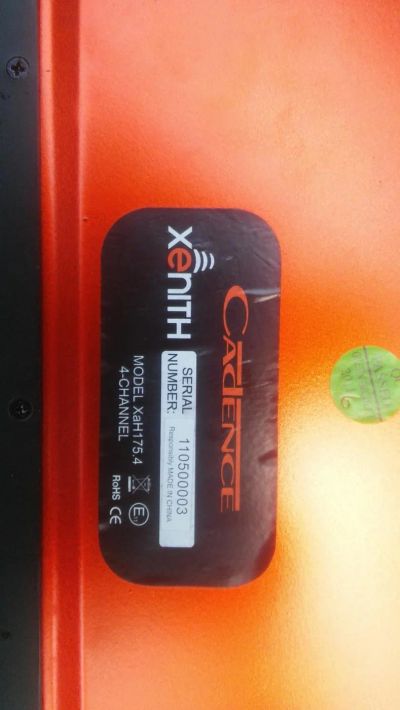 CADENCE
XENITH
SERIAL
NUMBER:
110500003
Responsibly MADE IN CHINA
MODEL XaH175.4
4-CHANNEL
RoHS CE